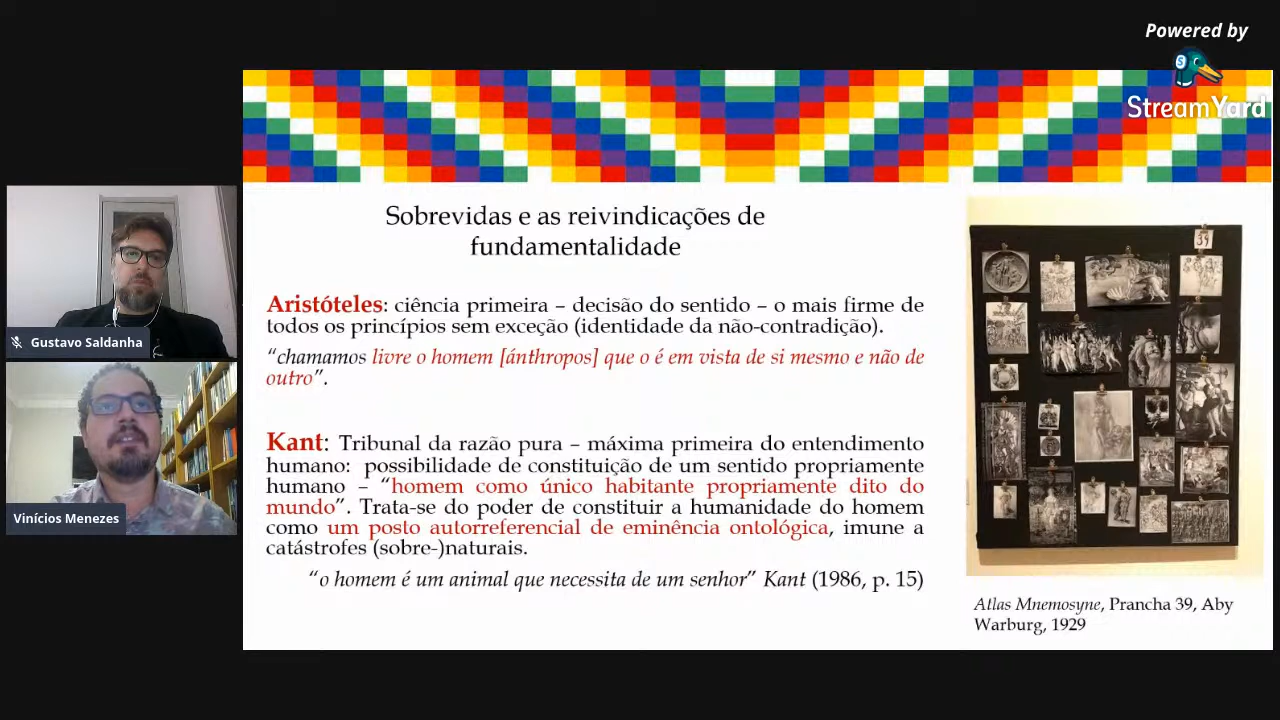 Powered by
StreamYard
Sobrevidas e as reivindicações de
fundamentalidade
Aristóteles: ciência primeira – decisão do sentido – o mais firme de
todos os princípios sem exceção (identidade da não-contradição).
“chamamos livre o homem [ánthropos] que o é em vista de si mesmo e não de
outro”.
Kant: Tribunal da razão pura – máxima primeira do entendimento
humano: possibilidade de constituição de um sentido propriamente
humano – “homem como único habitante propriamente dito do
mundo”. Trata-se do poder de constituir a humanidade do homem
como um posto autorreferencial de eminência ontológica, imune a
catástrofes (sobre-)naturais.
“o homem é um animal que necessita de um senhor” Kant (1986, p. 15)
39
Atlas Mnemosyne, Prancha 39, Aby
Warburg, 1929
Gustavo Saldanha
Vinícios Menezes